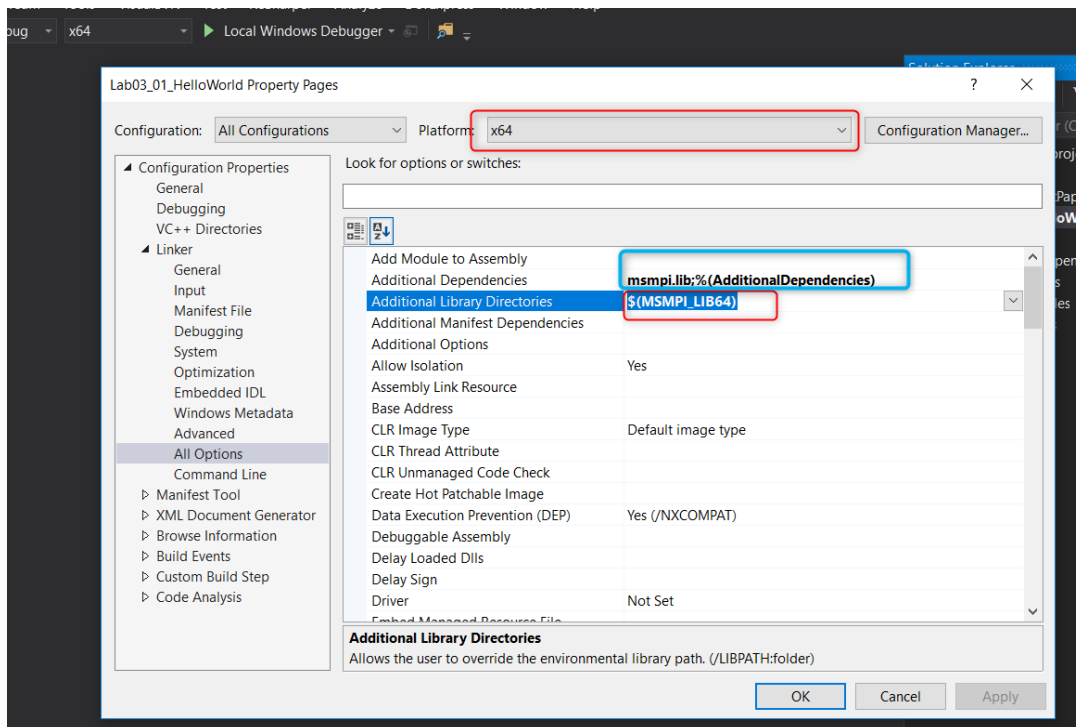 x64 Local Windows Debugger
Lab03_01_HelloWorld Property Pages ?
Configuration: All Configurations Platform: x64 Configuration Manager...
Configuration Properties
General
Debugging
VC++ Directories
Linker
General
Input
Manifest File
Debugging
System
Optimization
Embedded IDL
Windows Metadata
Advanced
All Options
Command Line
Manifest Tool
XML Document Generator
Browse Information
Build Events
Custom Build Step
Code Analysis
Look for options or switches:
Add Module to Assembly
Additional Dependencies msmpi.lib;%(AdditionalDependencies)
Additional Library Directories $(MSMPI_LIB64)
Additional Manifest Dependencies
Additional Options
Allow Isolation Yes
Assembly Link Resource
Base Address
CLR Image Type Default image type
CLR Thread Attribute
CLR Unmanaged Code Check
Create Hot Patchable Image
Data Execution Prevention (DEP) Yes (/NXCOMPAT)
Debuggable Assembly
Delay Loaded Dlls
Delay Sign
Driver Not Set
Embed Managed Resource File
Additional Library Directories
Allows the user to override the environmental library path. (/LIBPATH:folder)
OK Cancel Apply